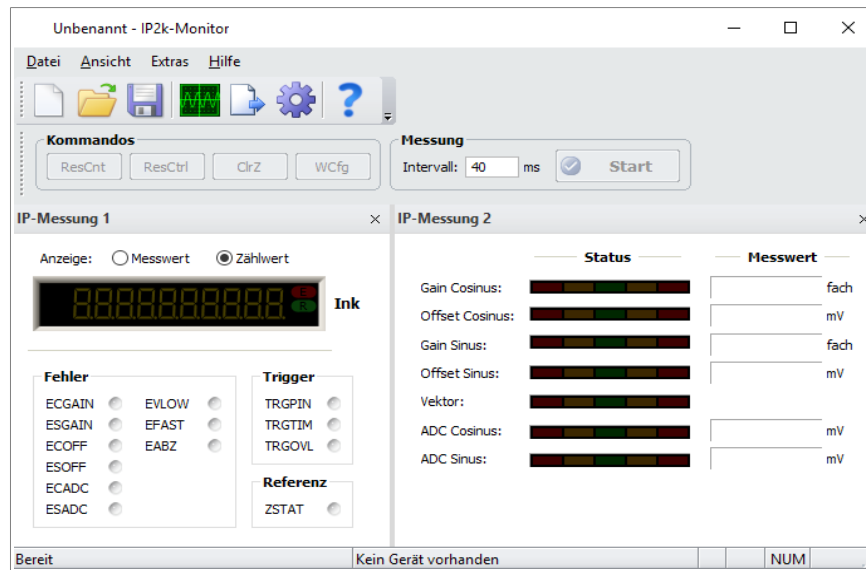 Unbenannt - IP2k-Monitor
Datei Ansicht Extras Hilfe
Kommandos
ResCnt ResCtrl ClrZ WCfg
Messung
Intervall: 40 ms Start
IP-Messung 1
Anzeige: Messwert Zählwert
E
R
Ink
Fehler
ECGAIN EVLOW
ESGAIN EFAST
ECOFF EABZ
ESOFF
ECADC
ESADC
Trigger
TRGPIN
TRGTIM
TRGOVL
Referenz
ZSTAT
IP-Messung 2
Status Messwert
Gain Cosinus: fach
Offset Cosinus: mV
Gain Sinus: fach
Offset Sinus: mV
Vektor:
ADC Cosinus: mV
ADC Sinus: mV
Bereit Kein Gerät vorhanden NUM